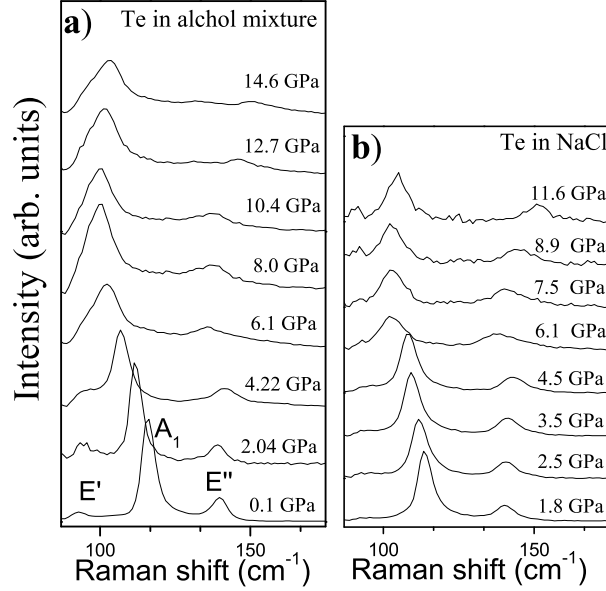 a)
Te in alchol mixture
14.6 GPa
12.7 GPa
10.4 GPa
8.0 GPa
6.1 GPa
4.22 GPa
2.04 GPa
0.1 GPa
E'
A1
E"
100
150
Raman shift (cm-1)
Intensity (arb. units)
b)
Te in NaCl
11.6 GPa
8.9 GPa
7.5 GPa
6.1 GPa
4.5 GPa
3.5 GPa
2.5 GPa
1.8 GPa
100
150
Raman shift (cm-1)